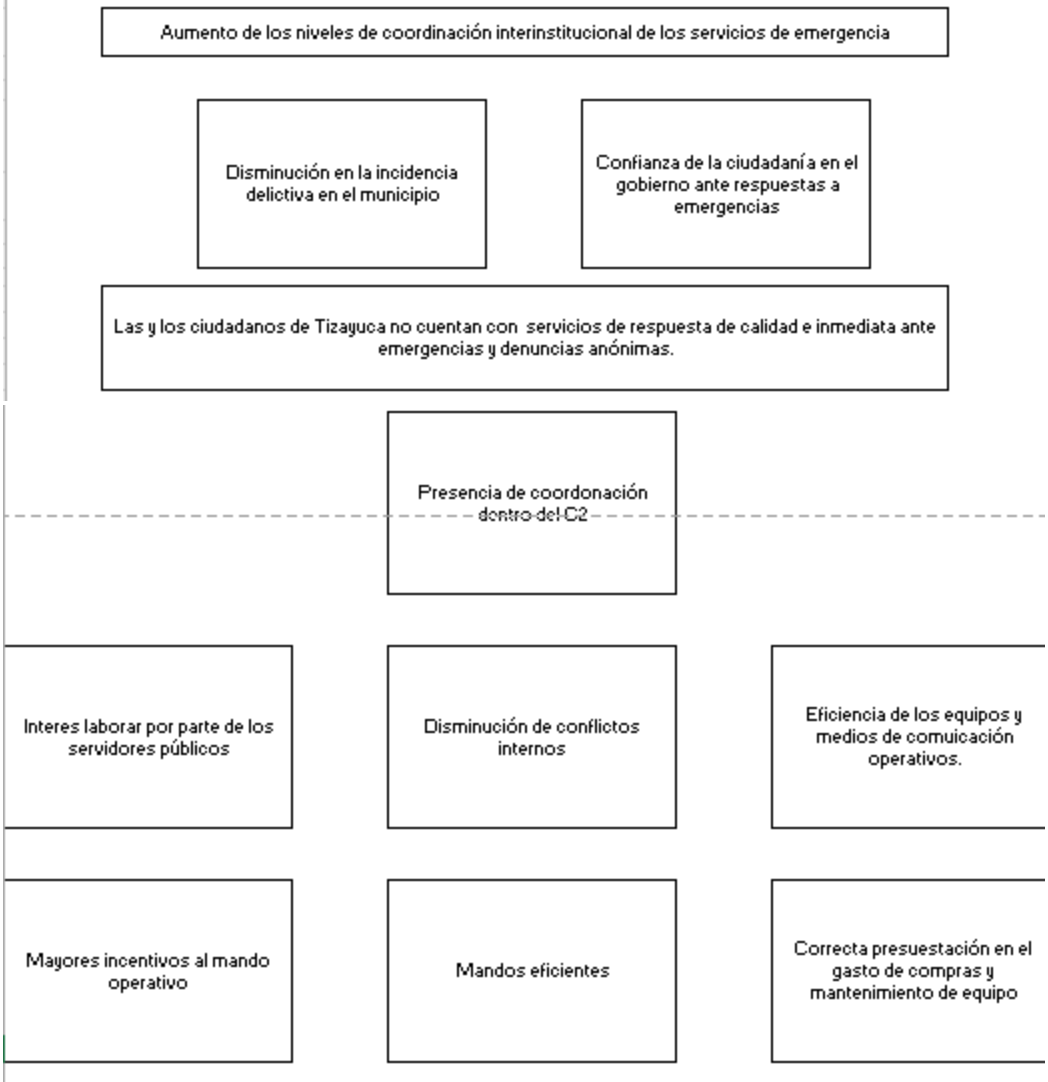 Aumento de los niveles de coordinación interinstitucional de los servicios de emergencia
Disminución en la incidencia
delictiva en el municipio
Confianza de la ciudadanía en el
gobierno ante respuestas a
emergencias
Las y los ciudadanos de Tizayuca no cuentan con  servicios de respuesta de calidad e inmediata ante
emergencias y denuncias anónimas.
Presencia de coordonación
dentro del C2
Interes laborar por parte de los
servidores públicos
Disminución de conflictos
internos
Eficiencia de los equipos y
medios de comuicación
operativos.
Mayores incentivos al mando
operativo
Mandos eficientes
Correcta presuestación en el
gasto de compras y
mantenimiento de equipo